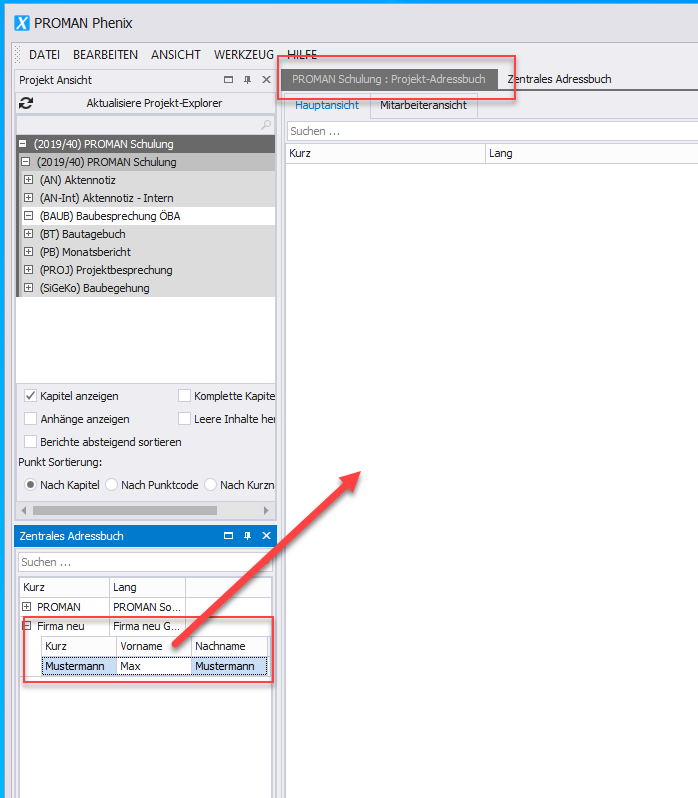 PROMAN Phenix
DATEI BEARBEITEN ANSICHT WERKZEUG HILFE
Projekt Ansicht
Aktualisiere Projekt-Explorer
(2019/40) PROMAN Schulung
(2019/40) PROMAN Schulung
(AN) Aktennotiz
(AN-Int) Aktennotiz - Intern
(BAUB) Baubesprechung ÖBA
(BT) Bautagebuch
(PB) Monatsbericht
(PROJ) Projektbesprechung
(SiGeKo) Baubegehung
Kapitel anzeigen Komplette Kapite
Anhänge anzeigen Leere Inhalte her
Berichte absteigend sortieren
Punkt Sortierung:
Nach Kapitel Nach Punktcode Nach Kurzna
Zentrales Adressbuch
Suchen ...
Kurz Lang
PROMAN PROMAN So...
Firma neu Firma neu G...
Kurz Vorname Nachname
Mustermann Max Mustermann
PROMAN Schulung : Projekt-Adressbuch Zentrales Adressbuch
Hauptansicht Mitarbeiteransicht
Suchen ...
Kurz Lang